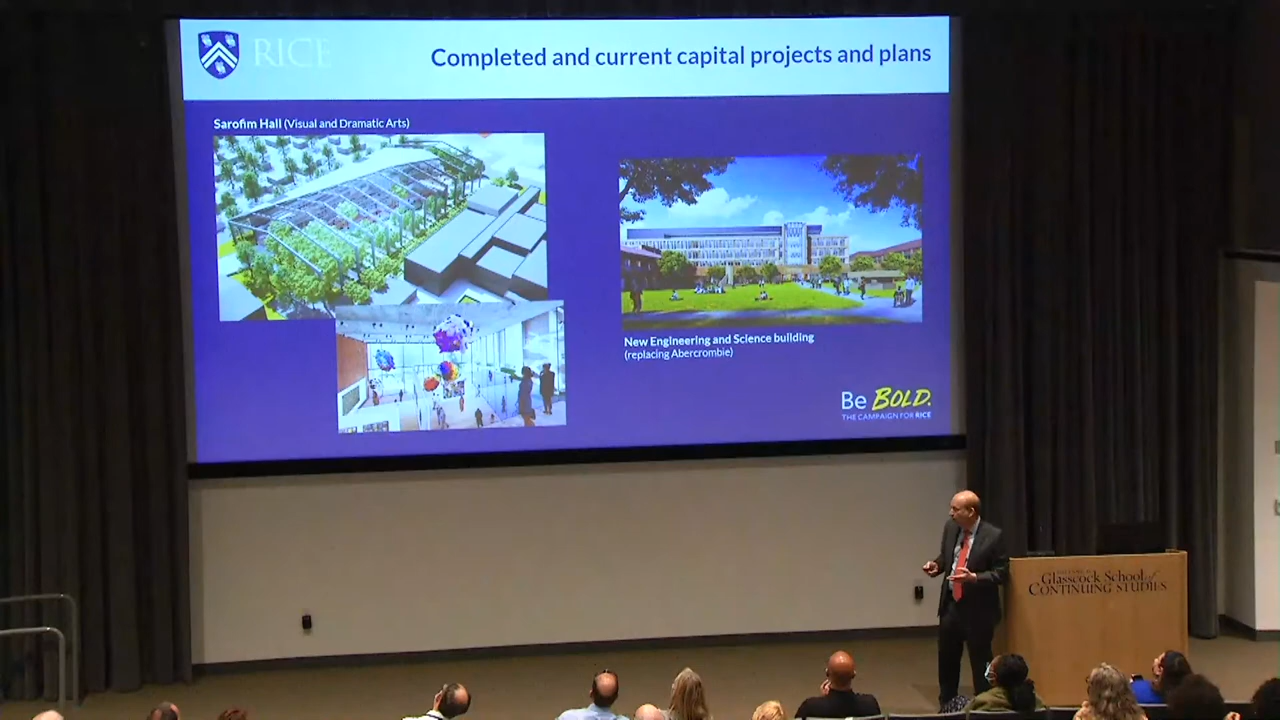 RICE
Completed and current capital projects and plans
Sarofim Hall (Visual and Dramatic Arts)
New Engineering and Science building
(replacing Abercrombie)
Be BOLD.
THE CAMPAIGN FOR RICE
Glasscock School of
CONTINUING STUDIES